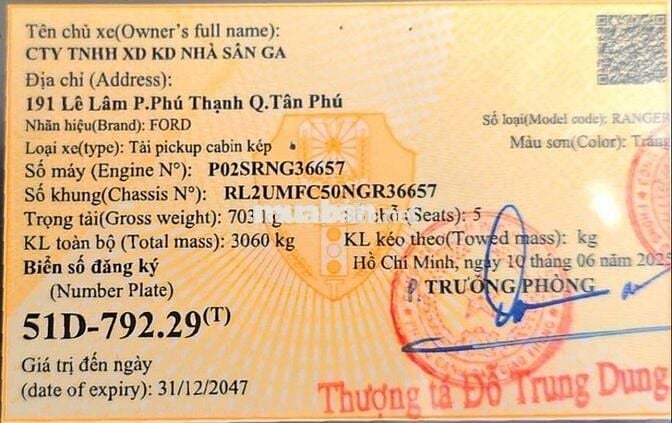 Tên chủ xe(Owner's full name):
CTY TNHH XD KD NHÀ SÂN GA
Địa chỉ (Address):
191 Lê Lâm P.Phú Thạnh Q.Tân Phú
Nhãn hiệu(Brand): FORD
Số loại(Model code): RANGER
Loại xe(type): Tải pickup cabin kép
Màu sơn(Color): Trắng
Số máy (Engine N°): P02SRNG36657
Số khung(Chassis N°): RL2UMFC50NGR36657
Trọng tải(Gross weight): 703 kg Số chỗ (Seats): 5
KL toàn bộ (Total mass): 3060 kg KL kéo theo(Towed mass): kg
Biển số đăng ký Hồ Chí Minh, ngày 10 tháng 06 năm 2025
(Number Plate) P. TRƯỞNG PHÒNG
51D-792.29(T)
Giá trị đến ngày
(date of expiry): 31/12/2047
Thượng tá Đỗ Trung Dung